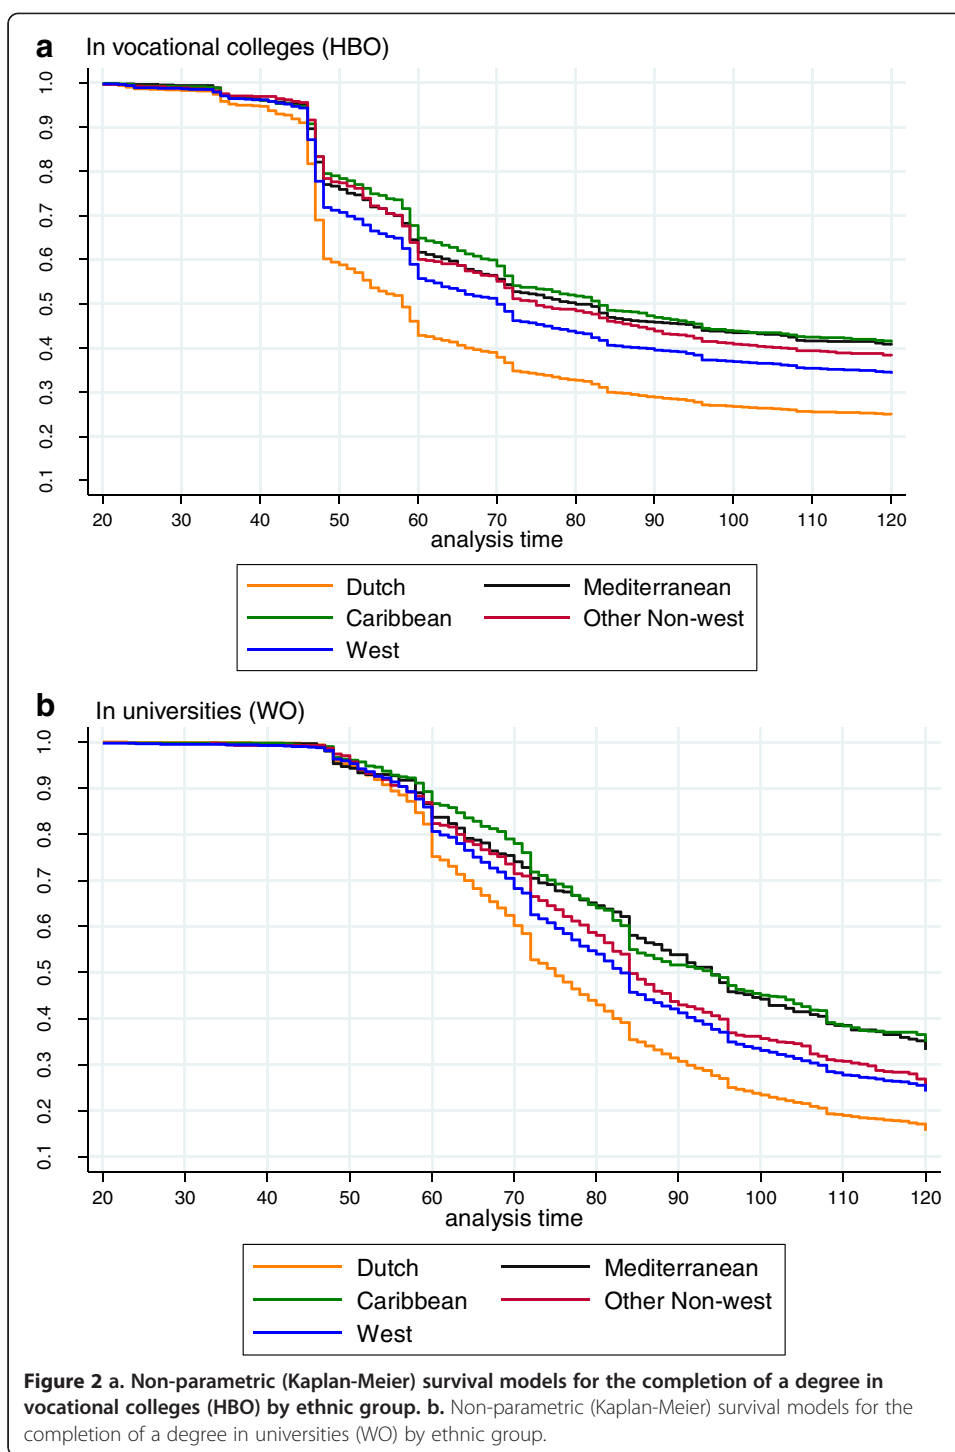 a In vocational colleges (HBO)
1.0
0.9
0.8
0.7
0.6
0.5
0.4
0.3
0.2
0.1
20 30 40 50 60 70 80 90 100 110 120
analysis time
Dutch Mediterranean
Caribbean Other Non-west
West
b In universities (WO)
1.0
0.9
0.8
0.7
0.6
0.5
0.4
0.3
0.2
0.1
20 30 40 50 60 70 80 90 100 110 120
analysis time
Dutch Mediterranean
Caribbean Other Non-west
West
Figure 2 a. Non-parametric (Kaplan-Meier) survival models for the completion of a degree in
vocational colleges (HBO) by ethnic group. b. Non-parametric (Kaplan-Meier) survival models for the
completion of a degree in universities (WO) by ethnic group.